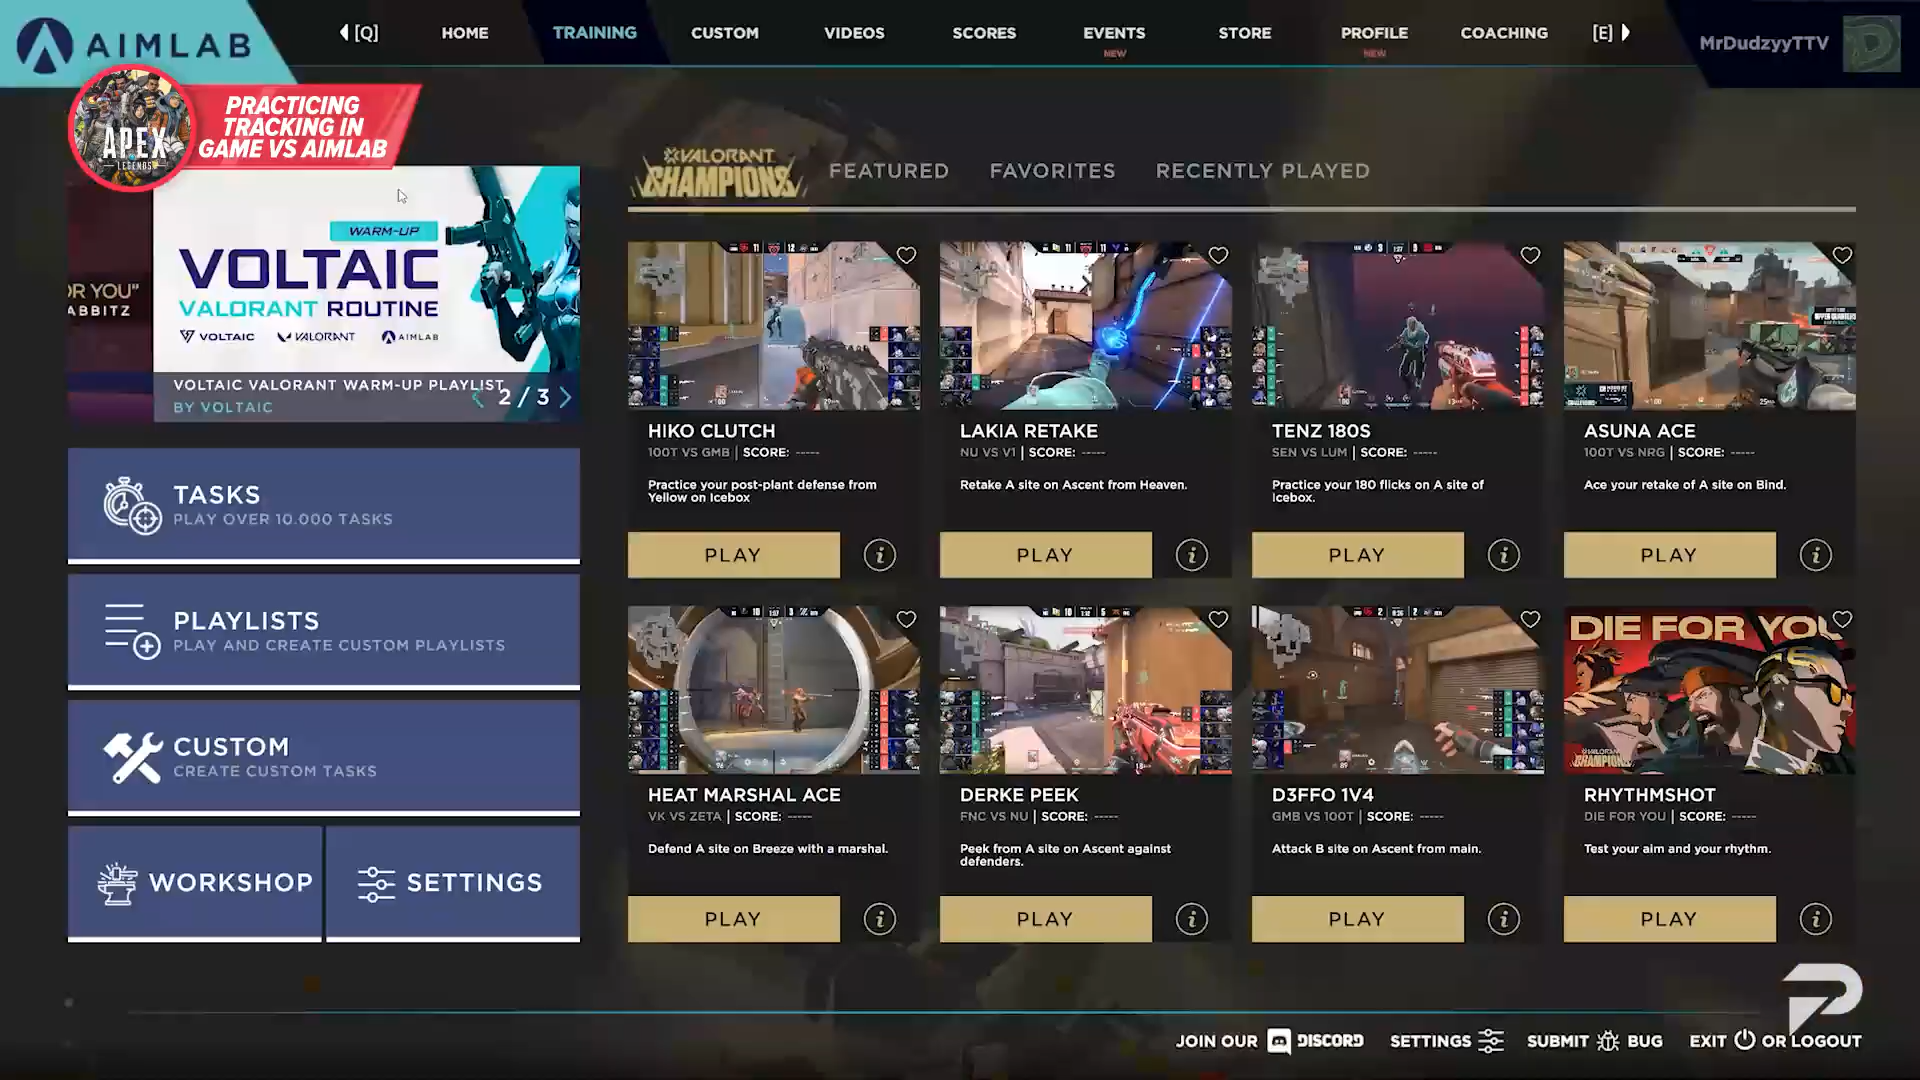 AIMLAB
[Q]
HOME
TRAINING
CUSTOM
VIDEOS
SCORES
EVENTS
NEW
STORE
PROFILE
NEW
COACHING
[E]
MrDudzyyTTV
APEX
LEGENDS
PRACTICING
TRACKING IN
GAME VS AIMLAB
OR YOU"
ABBITZ
WARM-UP
VOLTAIC
VALORANT ROUTINE
VOLTAIC VALORANT AIMLAB
VOLTAIC VALORANT WARM-UP PLAYLIST
BY VOLTAIC
2 / 3
TASKS
PLAY OVER 10.000 TASKS
PLAYLISTS
PLAY AND CREATE CUSTOM PLAYLISTS
CUSTOM
CREATE CUSTOM TASKS
WORKSHOP
SETTINGS
VALORANT
CHAMPIONS
FEATURED
FAVORITES
RECENTLY PLAYED
HIKO CLUTCH
100T VS GMB | SCORE: -----
Practice your post-plant defense from
Yellow on Icebox
PLAY
LAKIA RETAKE
NU VS V1 | SCORE: -----
Retake A site on Ascent from Heaven.
PLAY
TENZ 180S
SEN VS LUM | SCORE: -----
Practice your 180 flicks on A site of
Icebox.
PLAY
ASUNA ACE
100T VS NRG | SCORE: -----
Ace your retake of A site on Bind.
PLAY
HEAT MARSHAL ACE
VK VS ZETA | SCORE: -----
Defend A site on Breeze with a marshal.
PLAY
DERKE PEEK
FNC VS NU | SCORE: -----
Peek from A site on Ascent against
defenders.
PLAY
D3FFO 1V4
GMB VS 100T | SCORE: -----
Attack B site on Ascent from main.
PLAY
DIE FOR YOU
VALORANT
CHAMPIONS
RHYTHMSHOT
DIE FOR YOU | SCORE: -----
Test your aim and your rhythm.
PLAY
JOIN OUR DISCORD
SETTINGS
SUBMIT BUG
EXIT OR LOGOUT